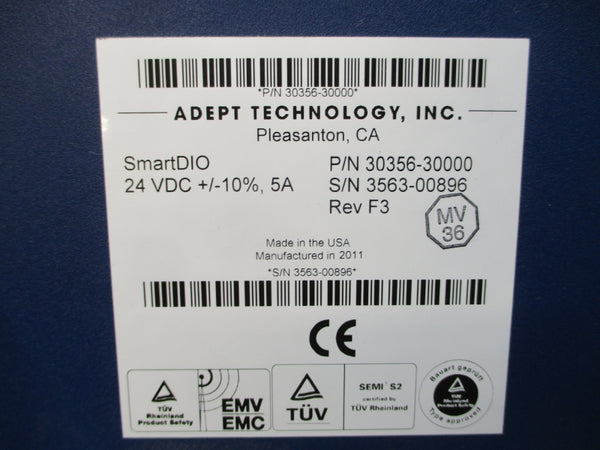 *P/N 30356-30000*
ADEPT TECHNOLOGY, INC.
Pleasanton, CA
SmartDIO P/N 30356-30000
24 VDC +/-10%, 5A S/N 3563-00896
Rev F3
MV
36
Made in the USA
Manufactured in 2011
*S/N 3563-00896*
CE
TÜV
Rheinland
Product Safety
EMV
EMC
TÜV
SEMI S2
certified by
TÜV Rheinland
Bauart geprüft
TÜV
Rheinland
Type approved